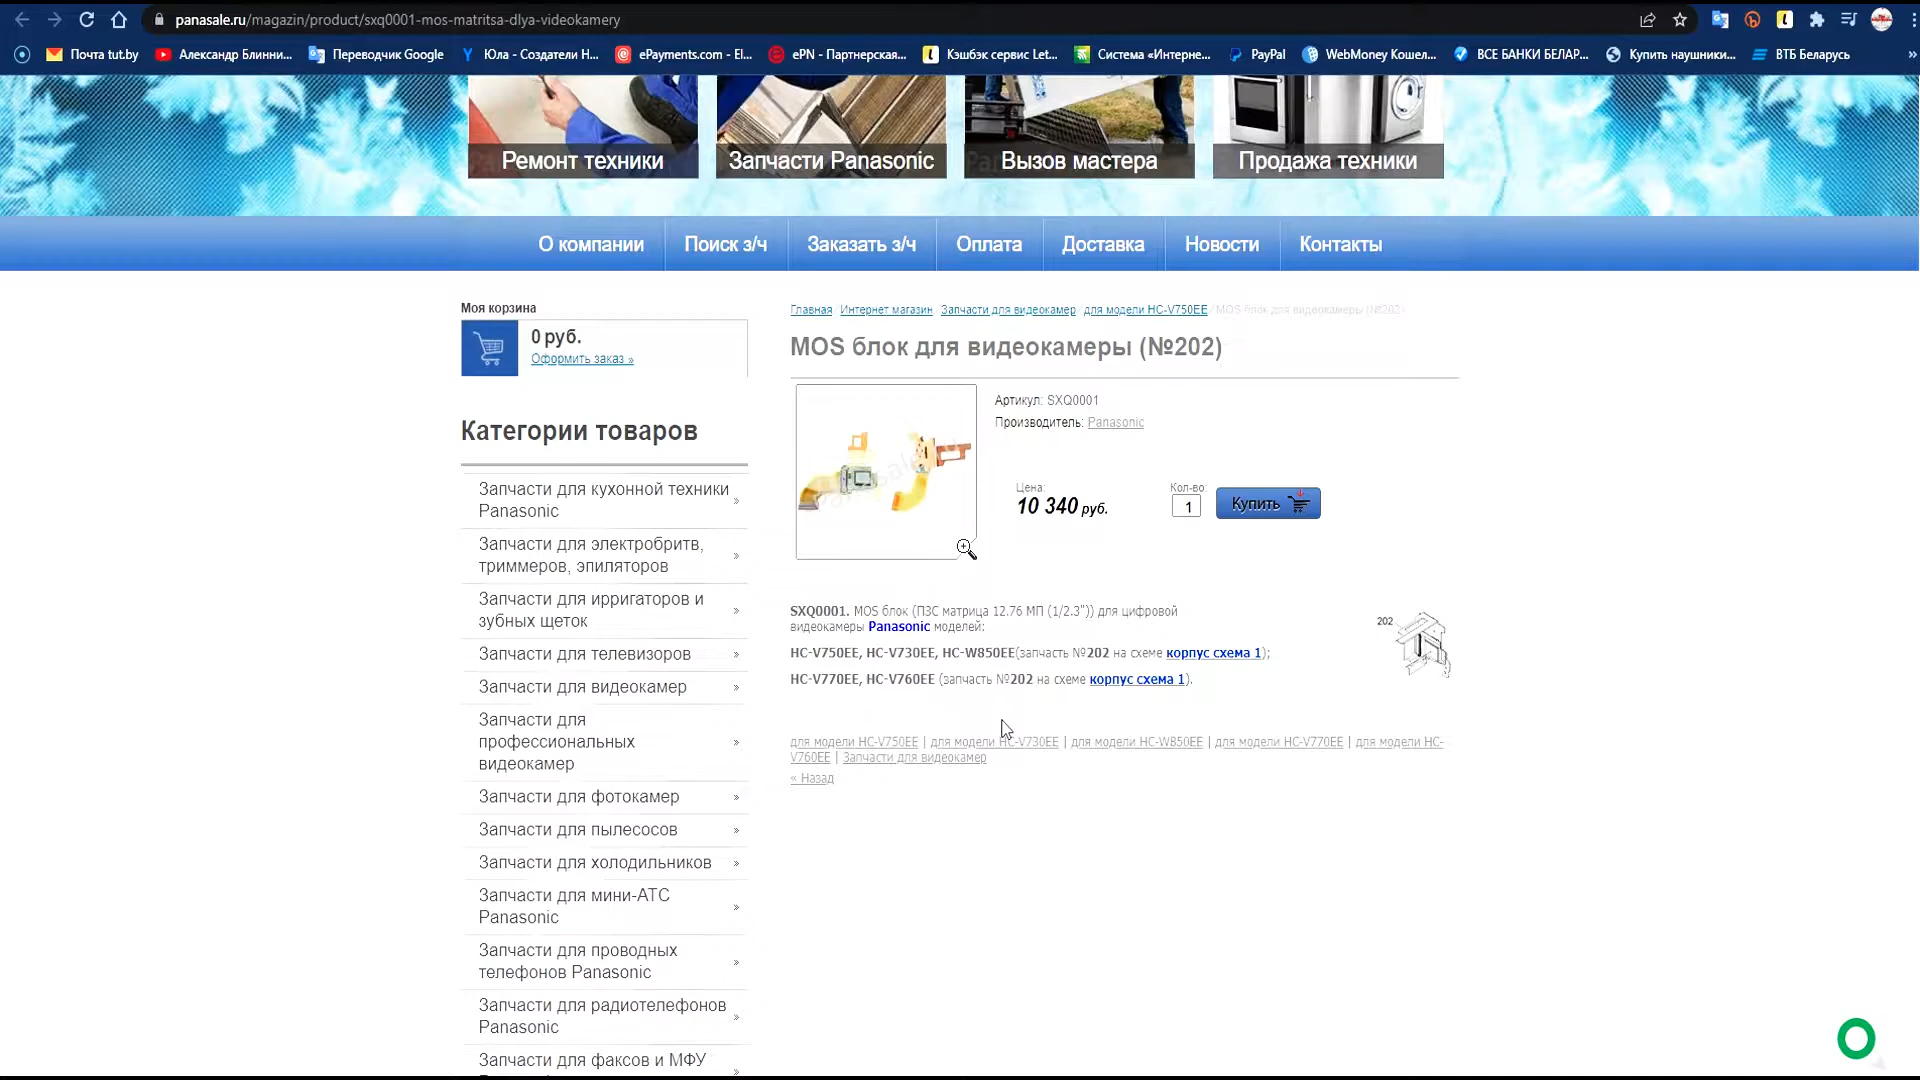 panasale.ru/magazin/product/sxq0001-mos-matritsa-dlya-videokamery
Почта tut.by
Александр Блинни...
Переводчик Google
Юла - Создатели Н...
ePayments.com - El...
ePN - Партнерская...
Кэшбэк сервис Let...
Система «Интерне...
PayPal
WebMoney Кошел...
ВСЕ БАНКИ БЕЛАР...
Купить наушники...
ВТБ Беларусь
»
Ремонт техники
Запчасти Panasonic
Вызов мастера
Продажа техники
О компании
Поиск з/ч
Заказать з/ч
Оплата
Доставка
Новости
Контакты
Моя корзина
0 руб.
Оформить заказ »
Категории товаров
Запчасти для кухонной техники
Panasonic
»
Запчасти для электробритв,
триммеров, эпиляторов
»
Запчасти для ирригаторов и
зубных щеток
»
Запчасти для телевизоров »
Запчасти для видеокамер »
Запчасти для
профессиональных
видеокамер
»
Запчасти для фотокамер »
Запчасти для пылесосов »
Запчасти для холодильников »
Запчасти для мини-АТС
Panasonic
»
Запчасти для проводных
телефонов Panasonic
»
Запчасти для радиотелефонов
Panasonic
»
Запчасти для факсов и МФУ
»
Главная / Интернет магазин / Запчасти для видеокамер / для модели HC-V750EE / MOS блок для видеокамеры (№202)
MOS блок для видеокамеры (№202)
Артикул: SXQ0001
Производитель: Panasonic
Цена:
10 340 руб.
Кол-во:
1
Купить
SXQ0001. MOS блок (ПЗС матрица 12.76 МП (1/2.3")) для цифровой
видеокамеры Panasonic моделей:
HC-V750EE, HC-V730EE, HC-W850EE(запчасть №202 на схеме корпус схема 1);
HC-V770EE, HC-V760EE (запчасть №202 на схеме корпус схема 1).
202
для модели HC-V750EE | для модели HC-V730EE | для модели HC-W850EE | для модели HC-V770EE | для модели HC-
V760EE | Запчасти для видеокамер
« Назад